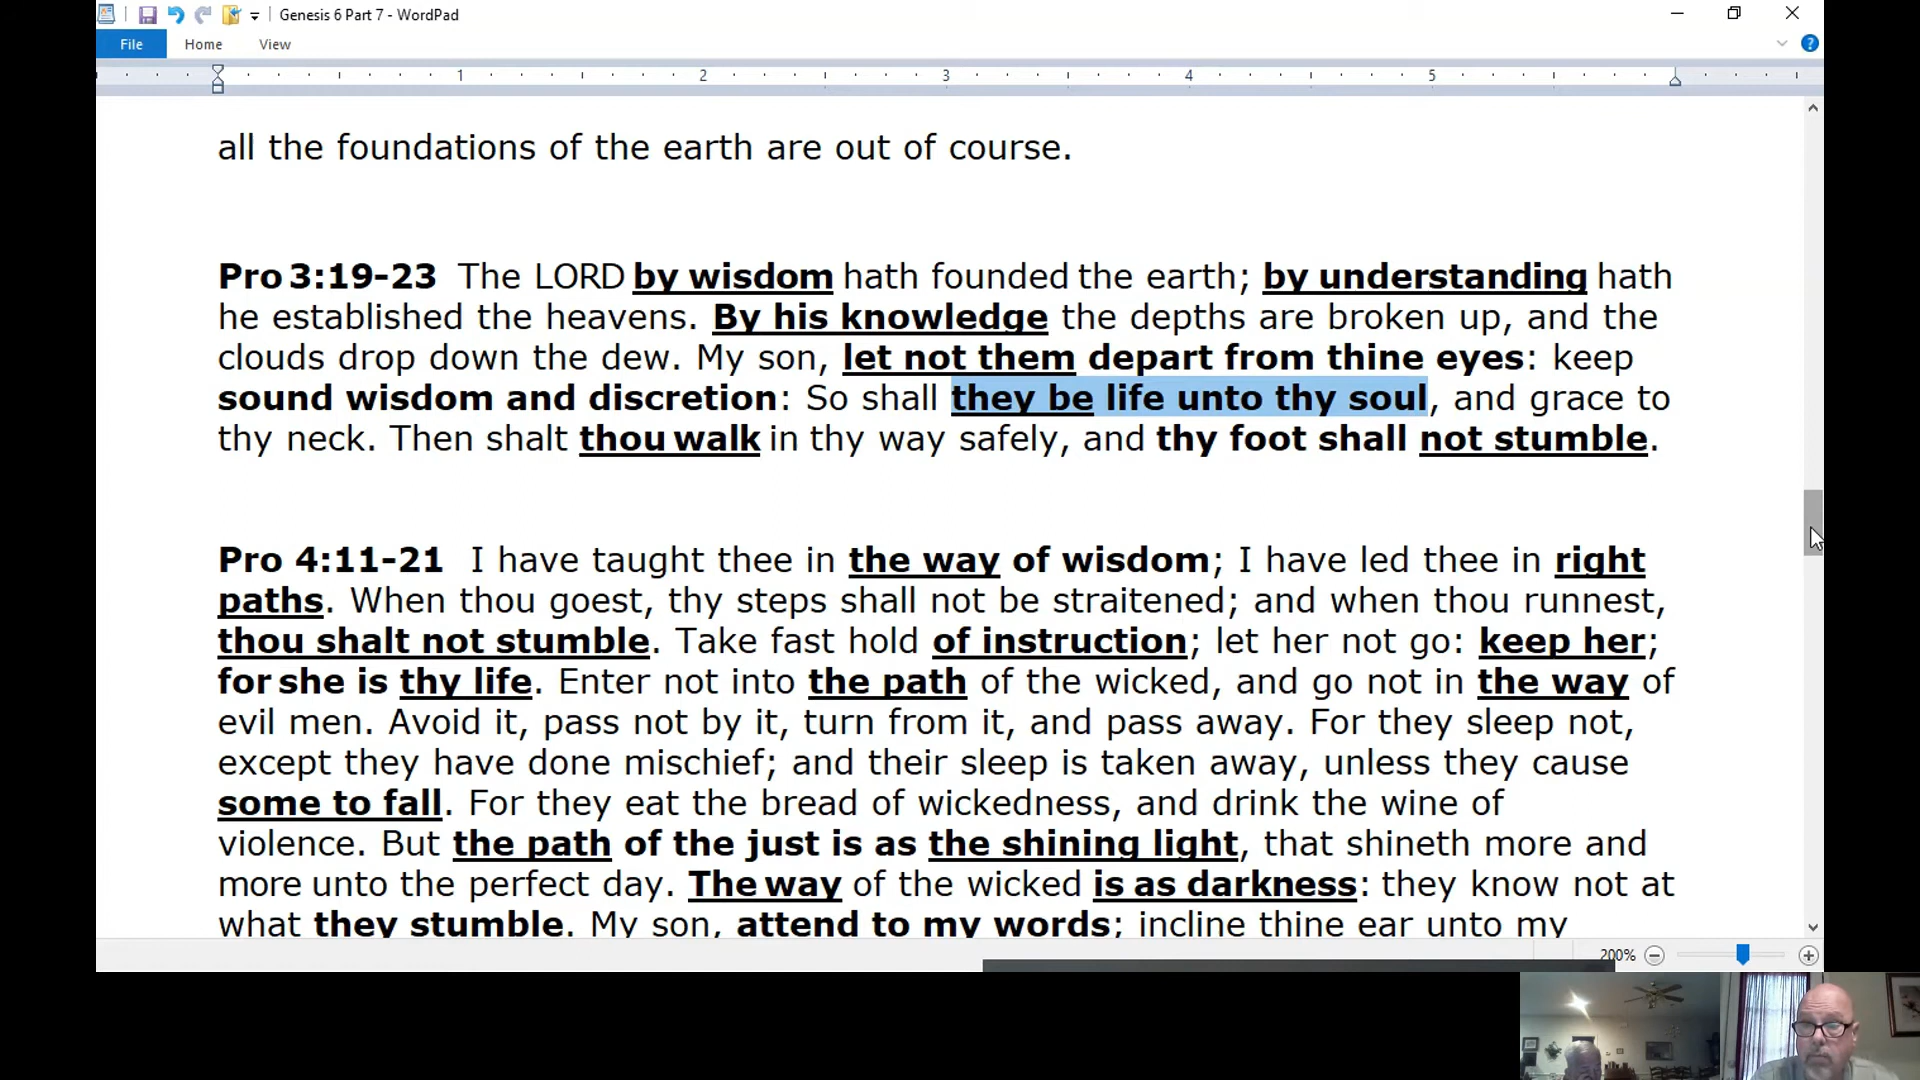 Genesis 6 Part 7 - WordPad
File Home View
1 2 3 4 5
all the foundations of the earth are out of course.
Pro 3:19-23 The LORD by wisdom hath founded the earth; by understanding hath
he established the heavens. By his knowledge the depths are broken up, and the
clouds drop down the dew. My son, let not them depart from thine eyes: keep
sound wisdom and discretion: So shall they be life unto thy soul, and grace to
thy neck. Then shalt thou walk in thy way safely, and thy foot shall not stumble.
Pro 4:11-21 I have taught thee in the way of wisdom; I have led thee in right
paths. When thou goest, thy steps shall not be straitened; and when thou runnest,
thou shalt not stumble. Take fast hold of instruction; let her not go: keep her;
for she is thy life. Enter not into the path of the wicked, and go not in the way of
evil men. Avoid it, pass not by it, turn from it, and pass away. For they sleep not,
except they have done mischief; and their sleep is taken away, unless they cause
some to fall. For they eat the bread of wickedness, and drink the wine of
violence. But the path of the just is as the shining light, that shineth more and
more unto the perfect day. The way of the wicked is as darkness: they know not at
what they stumble. My son, attend to my words; incline thine ear unto my
200%